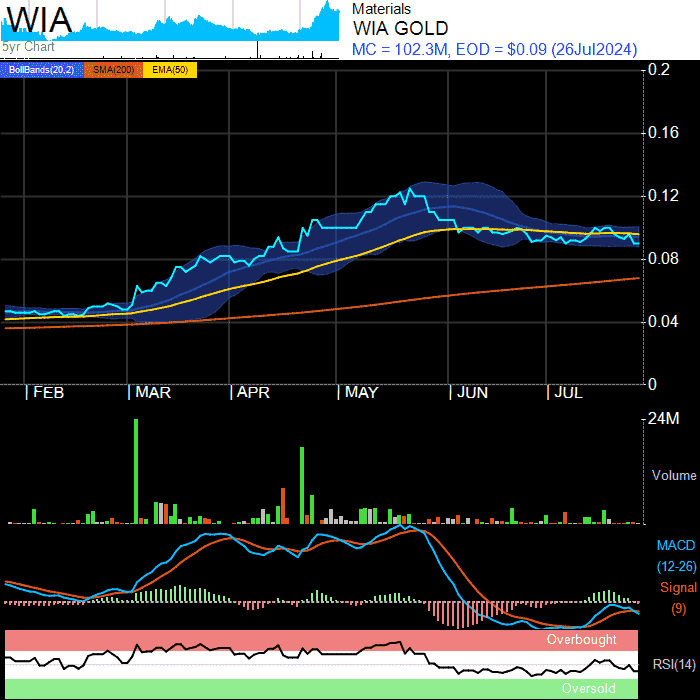 WIA
5yr Chart
Materials
WIA GOLD
MC = 102.3M, EOD = $0.09 (26Jul2024)
BollBands(20,2) SMA(200) EMA(50)
0.2
0.16
0.12
0.08
0.04
0
FEB MAR APR MAY JUN JUL
24M
Volume
MACD
(12-26)
Signal
(9)
Overbought
RSI(14)
Oversold